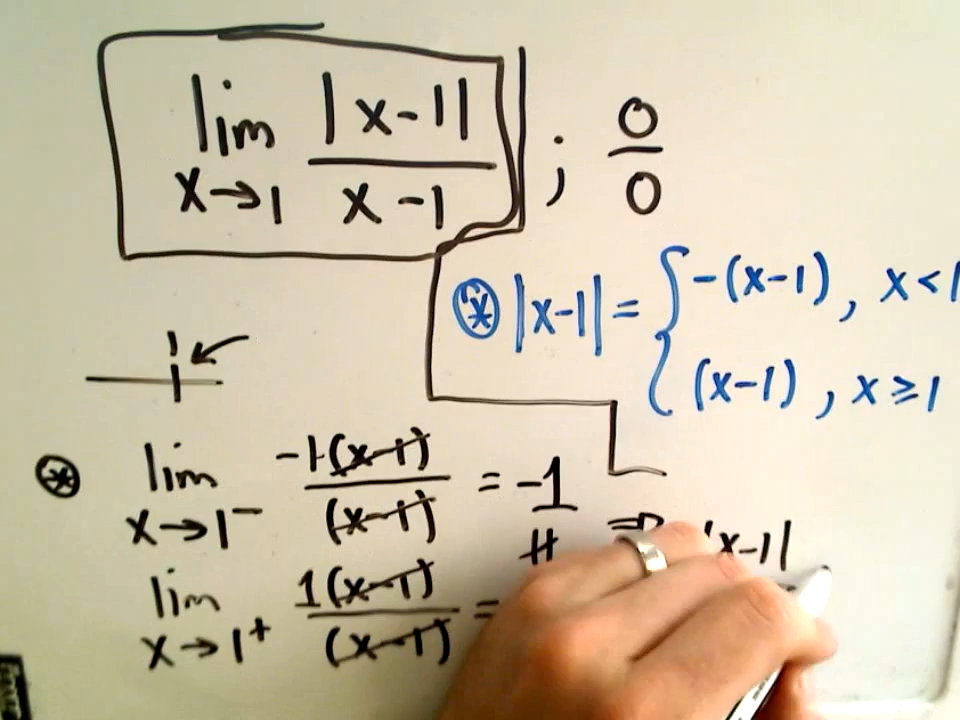 lim |x-1| ; 0
x→1 x-1 0
⊛ |x-1| = { -(x-1) , x < 1
(x-1) , x ≥ 1
1
⊛ lim -1(x-1) = -1
x→1⁻ (x-1)
lim 1(x-1) =
x→1⁺ (x-1)
⇒ |x-1|